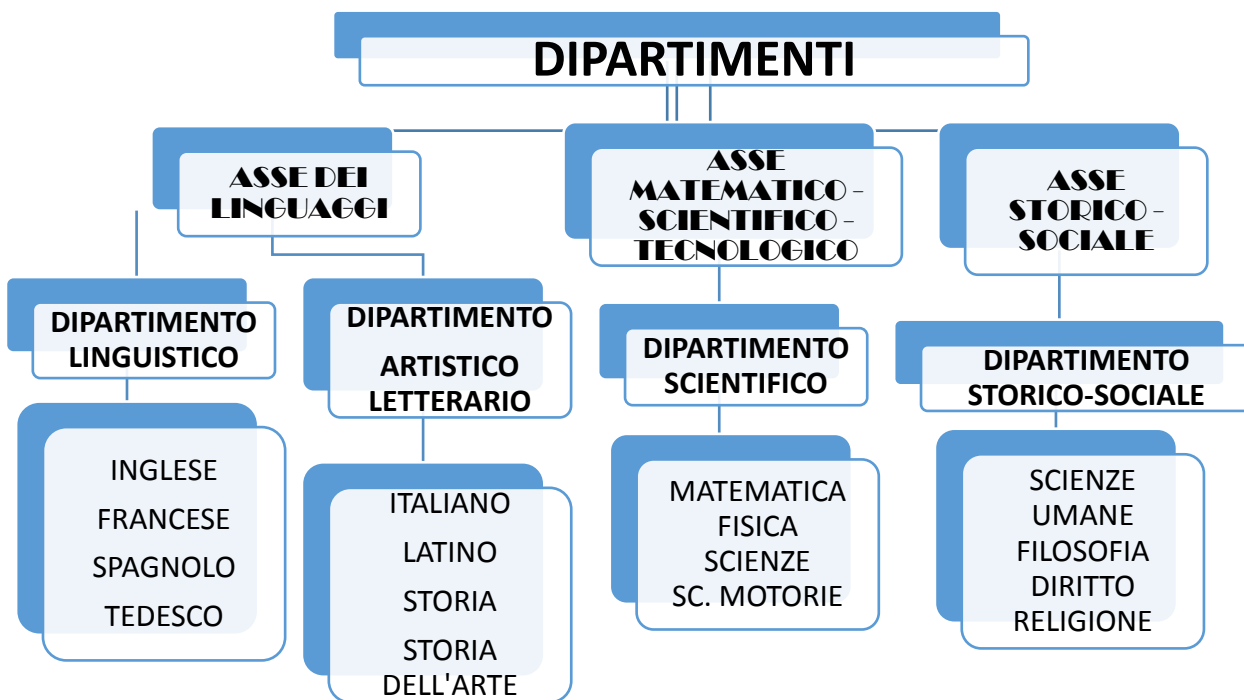 DIPARTIMENTI
ASSE DEI
LINGUAGGI
ASSE
MATEMATICO -
SCIENTIFICO -
TECNOLOGICO
ASSE
STORICO -
SOCIALE
DIPARTIMENTO
LINGUISTICO
DIPARTIMENTO
ARTISTICO
LETTERARIO
DIPARTIMENTO
SCIENTIFICO
DIPARTIMENTO
STORICO-SOCIALE
INGLESE
FRANCESE
SPAGNOLO
TEDESCO
ITALIANO
LATINO
STORIA
STORIA
DELL'ARTE
MATEMATICA
FISICA
SCIENZE
SC. MOTORIE
SCIENZE
UMANE
FILOSOFIA
DIRITTO
RELIGIONE